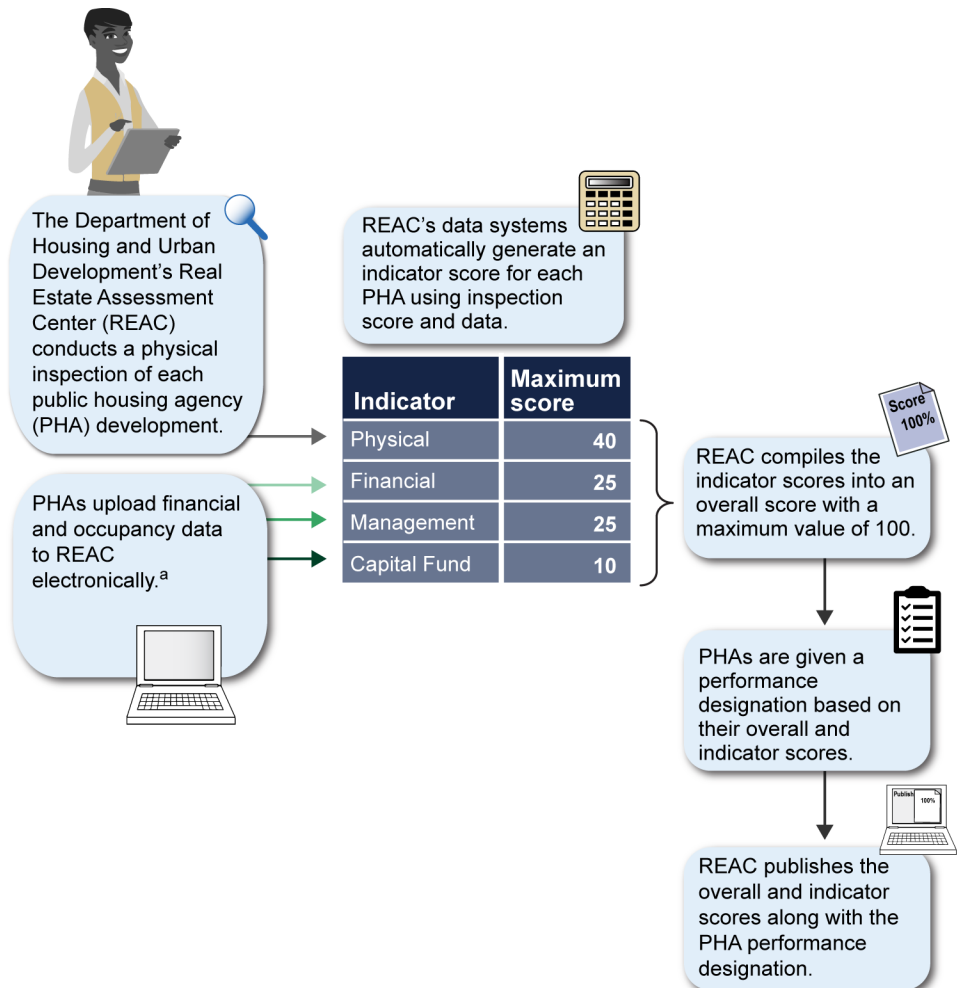 The Department of
Housing and Urban
Development's Real
Estate Assessment
Center (REAC)
conducts a physical
inspection of each
public housing agency
(PHA) development.
PHAs upload financial
and occupancy data
to REAC
electronically.a
REAC's data systems
automatically generate an
indicator score for each
PHA using inspection
score and data.
Indicator Maximum score
Physical 40
Financial 25
Management 25
Capital Fund 10
Score
100%
REAC compiles the
indicator scores into an
overall score with a
maximum value of 100.
PHAs are given a
performance
designation based on
their overall and
indicator scores.
Publish
100%
REAC publishes the
overall and indicator
scores along with the
PHA performance
designation.